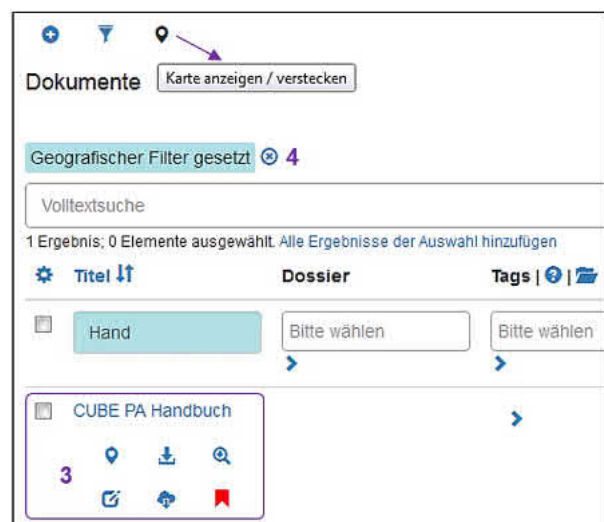 Dokumente
Karte anzeigen / verstecken
Geografischer Filter gesetzt 4
Volltextsuche
1 Ergebnis; 0 Elemente ausgewählt. Alle Ergebnisse der Auswahl hinzufügen
Titel Dossier Tags | ? |
Hand Bitte wählen Bitte wählen
CUBE PA Handbuch
3